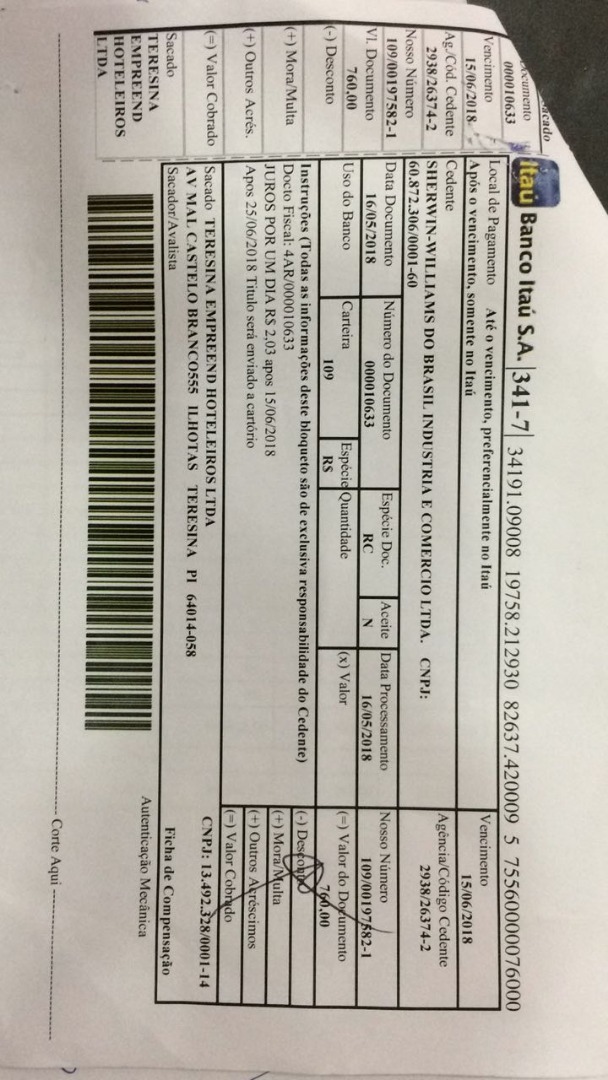 acado
ocumento
000010633
Vencimento
15/06/2018
Ag./Cód. Cedente
2938/26374-2
Nosso Número
109/00197582-1
Vl. Documento
760,00
(-) Desconto
(+) Mora/Multa
(+) Outros Acrés.
(=) Valor Cobrado
Sacado
TERESINA
EMPREEND
HOTELEIROS
LTDA
Itaú Banco Itaú S.A. 341-7 34191.09008 19758.212930 82637.420009 5 75560000076000
Local de Pagamento Até o vencimento, preferencialmente no Itaú
Após o vencimento, somente no Itaú
Vencimento
15/06/2018
Cedente
SHERWIN-WILLIAMS DO BRASIL INDUSTRIA E COMERCIO LTDA. CNPJ:
60.872.306/0001-60
Agência/Código Cedente
2938/26374-2
Data Documento Número do Documento Espécie Doc. Aceite Data Processamento Nosso Número
16/05/2018 000010633 RC N 16/05/2018 109/00197582-1
Uso do Banco Carteira Espécie Quantidade (x) Valor (=) Valor do Documento
109 R$ 760,00
Instruções (Todas as informações deste bloqueto são de exclusiva responsabilidade do Cedente)
Docto Fiscal: 4AR/000010633
JUROS POR UM DIA R$ 2,03 apos 15/06/2018
Apos 25/06/2018 Titulo será enviado a cartório
(-) Desconto
(+) Mora/Multa
(+) Outros Acréscimos
(=) Valor Cobrado
Sacado TERESINA EMPREEND HOTELEIROS LTDA CNPJ: 13.492.328/0001-14
AV MAL CASTELO BRANCO555 ILHOTAS TERESINA PI 64014-058
Sacador/Avalista Ficha de Compensação
Autenticação Mecânica
Corte Aqui